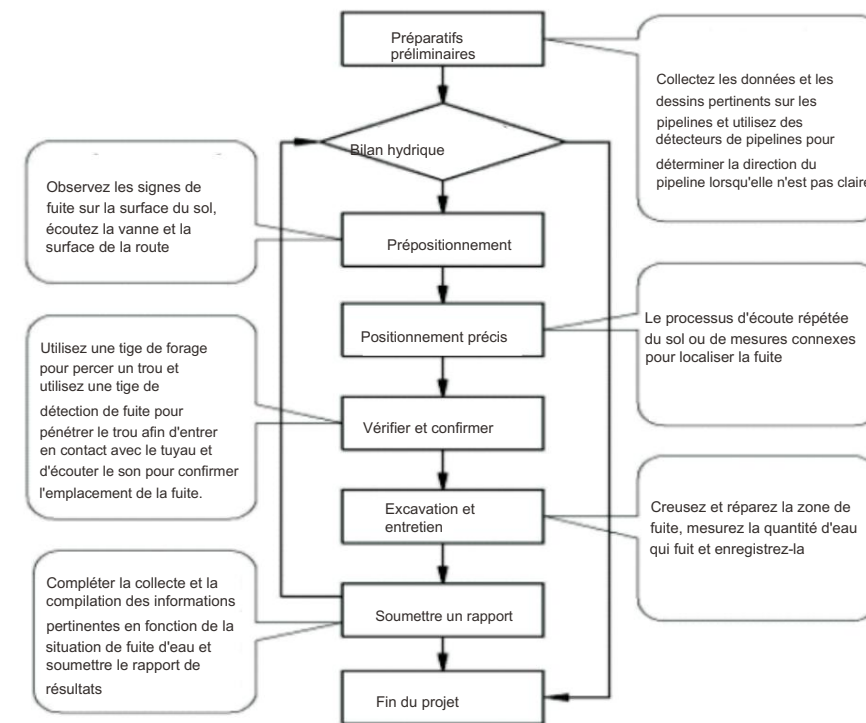 Préparatifs
préliminaires
Collectez les données et les
dessins pertinents sur les
pipelines et utilisez des
détecteurs de pipelines pour
déterminer la direction du
pipeline lorsqu'elle n'est pas claire
Bilan hydrique
Observez les signes de
fuite sur la surface du sol,
écoutez la vanne et la
surface de la route
Prépositionnement
Positionnement précis
Le processus d'écoute répétée
du sol ou de mesures connexes
pour localiser la fuite
Utilisez une tige de forage
pour percer un trou et
utilisez une tige de
détection de fuite pour
pénétrer le trou afin d'entrer
en contact avec le tuyau et
d'écouter le son pour confirmer
l'emplacement de la fuite.
Vérifier et confirmer
Excavation et
entretien
Creusez et réparez la zone de
fuite, mesurez la quantité d'eau
qui fuit et enregistrez-la
Compléter la collecte et la
compilation des informations
pertinentes en fonction de la
situation de fuite d'eau et
soumettre le rapport de
résultats
Soumettre un rapport
Fin du projet